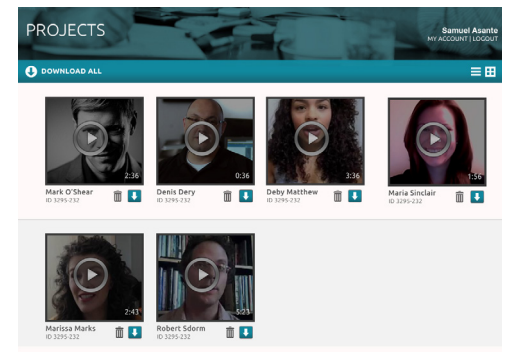 PROJECTS
Samuel Asante
MY ACCOUNT | LOGOUT
DOWNLOAD ALL
2:36
0:36
3:36
1:56
Mark O'Shear
ID 3295-232
Denis Dery
ID 3295-232
Deby Matthew
ID 3295-232
Maria Sinclair
ID 3295-232
2:43
5:23
Marissa Marks
ID 3295-232
Robert Sdorm
ID 3295-232